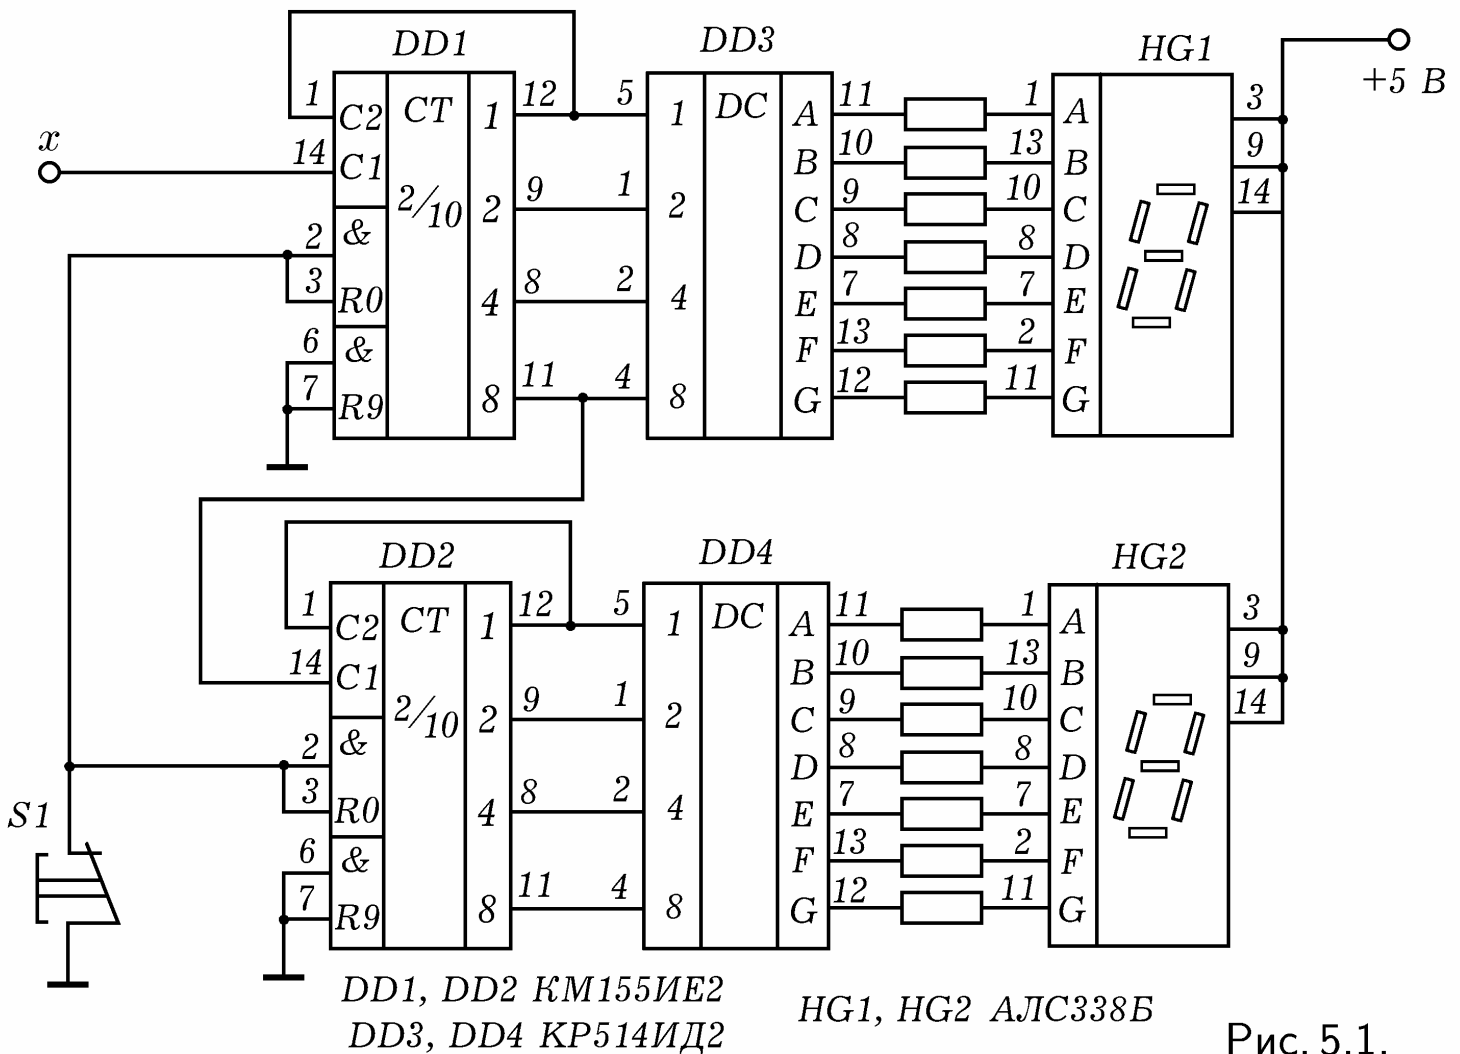 DD1
DD3
HG1
+5 В
x
1 C2 CT 1 12 5 1 DC A 11 1 A 3
14 C1 2/10 2 9 1 2 B 10 13 B 9
2 & 4 8 2 4 C 9 10 C 14
3 R0 8 11 4 8 D 8 8 D
6 & E 7 7 E
7 R9 F 13 2 F
G 12 11 G
DD2
DD4
HG2
1 C2 CT 1 12 5 1 DC A 11 1 A 3
14 C1 2/10 2 9 1 2 B 10 13 B 9
2 & 4 8 2 4 C 9 10 C 14
3 R0 8 11 4 8 D 8 8 D
6 & E 7 7 E
7 R9 F 13 2 F
G 12 11 G
S1
DD1, DD2 КМ155ИЕ2
DD3, DD4 КР514ИД2
HG1, HG2 АЛС338Б
Рис. 5.1.